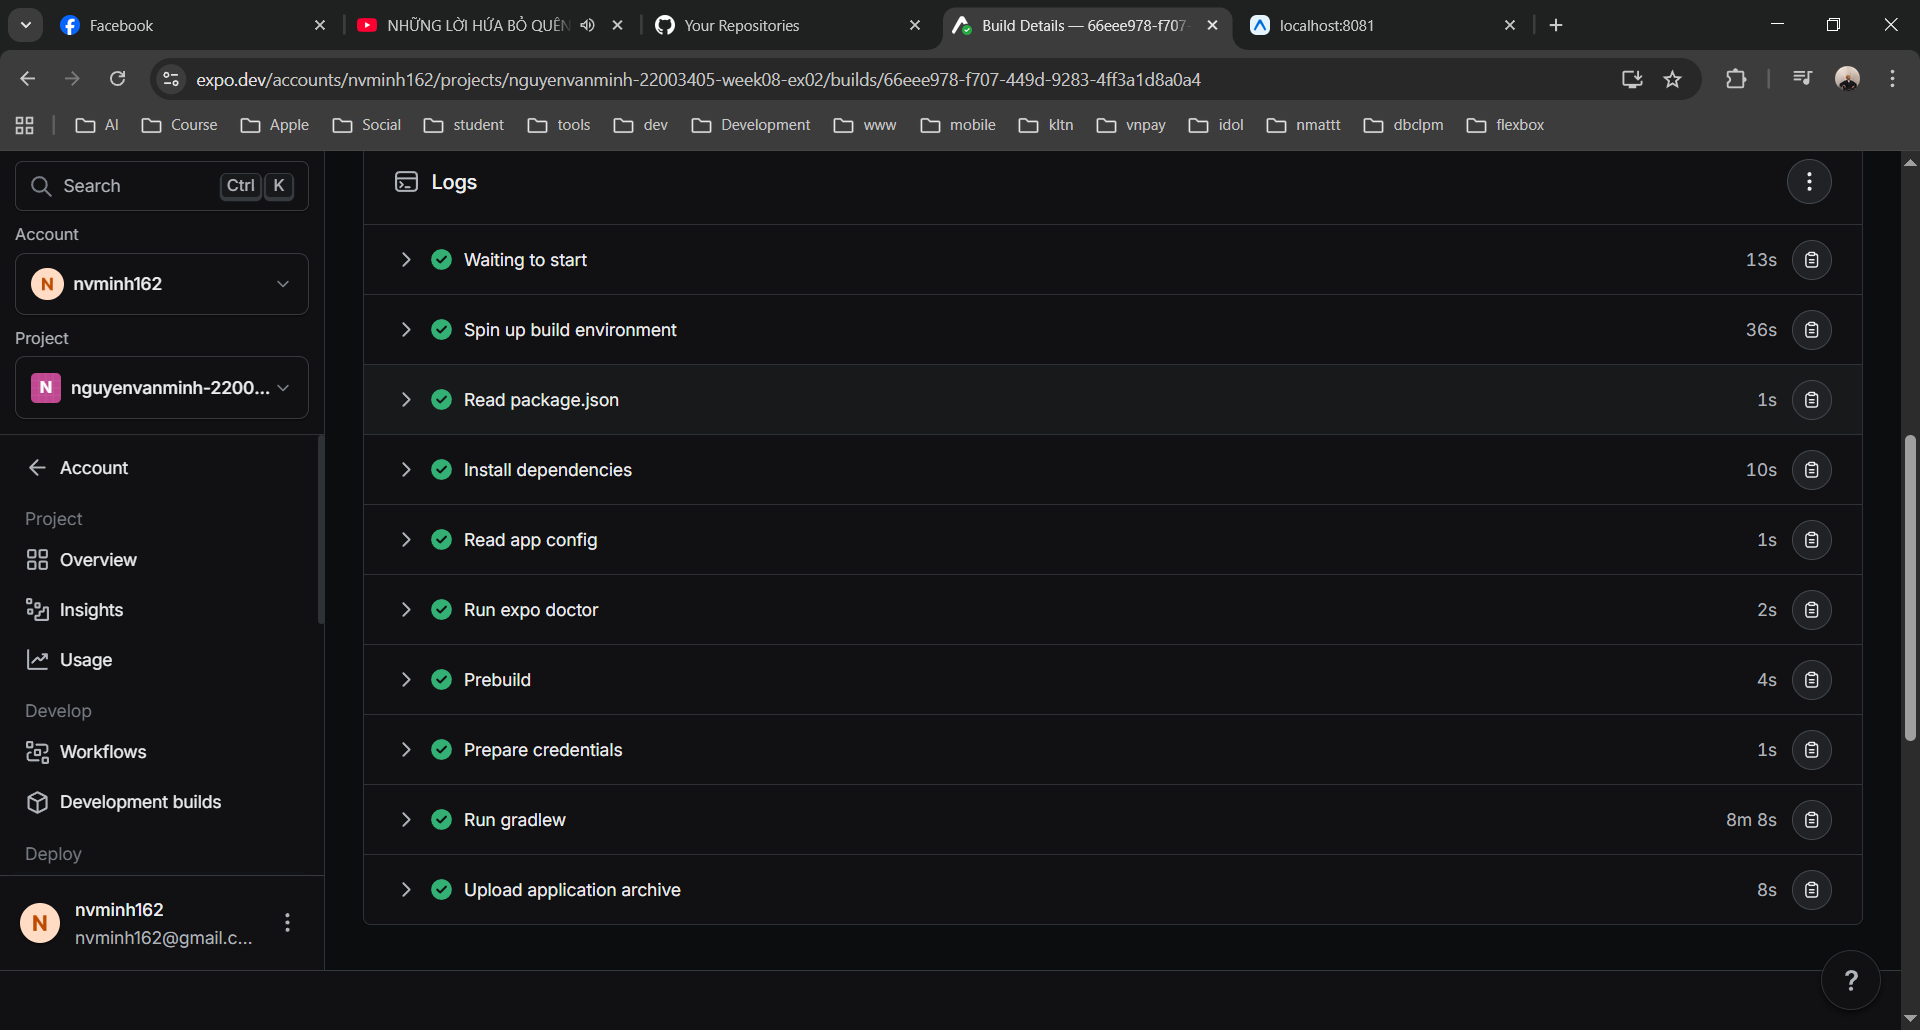 Facebook
NHỮNG LỜI HỨA BỎ QUÊN
Your Repositories
Build Details — 66eee978-f707-
localhost:8081
expo.dev/accounts/nvminh162/projects/nguyenvanminh-22003405-week08-ex02/builds/66eee978-f707-449d-9283-4ff3a1d8a0a4
AI
Course
Apple
Social
student
tools
dev
Development
www
mobile
kltn
vnpay
idol
nmattt
dbclpm
flexbox
Search
Ctrl K
Account
N nvminh162
Project
N nguyenvanminh-2200...
Account
Project
Overview
Insights
Usage
Develop
Workflows
Development builds
Deploy
N
nvminh162
nvminh162@gmail.c...
Logs
Waiting to start 13s
Spin up build environment 36s
Read package.json 1s
Install dependencies 10s
Read app config 1s
Run expo doctor 2s
Prebuild 4s
Prepare credentials 1s
Run gradlew 8m 8s
Upload application archive 8s
?